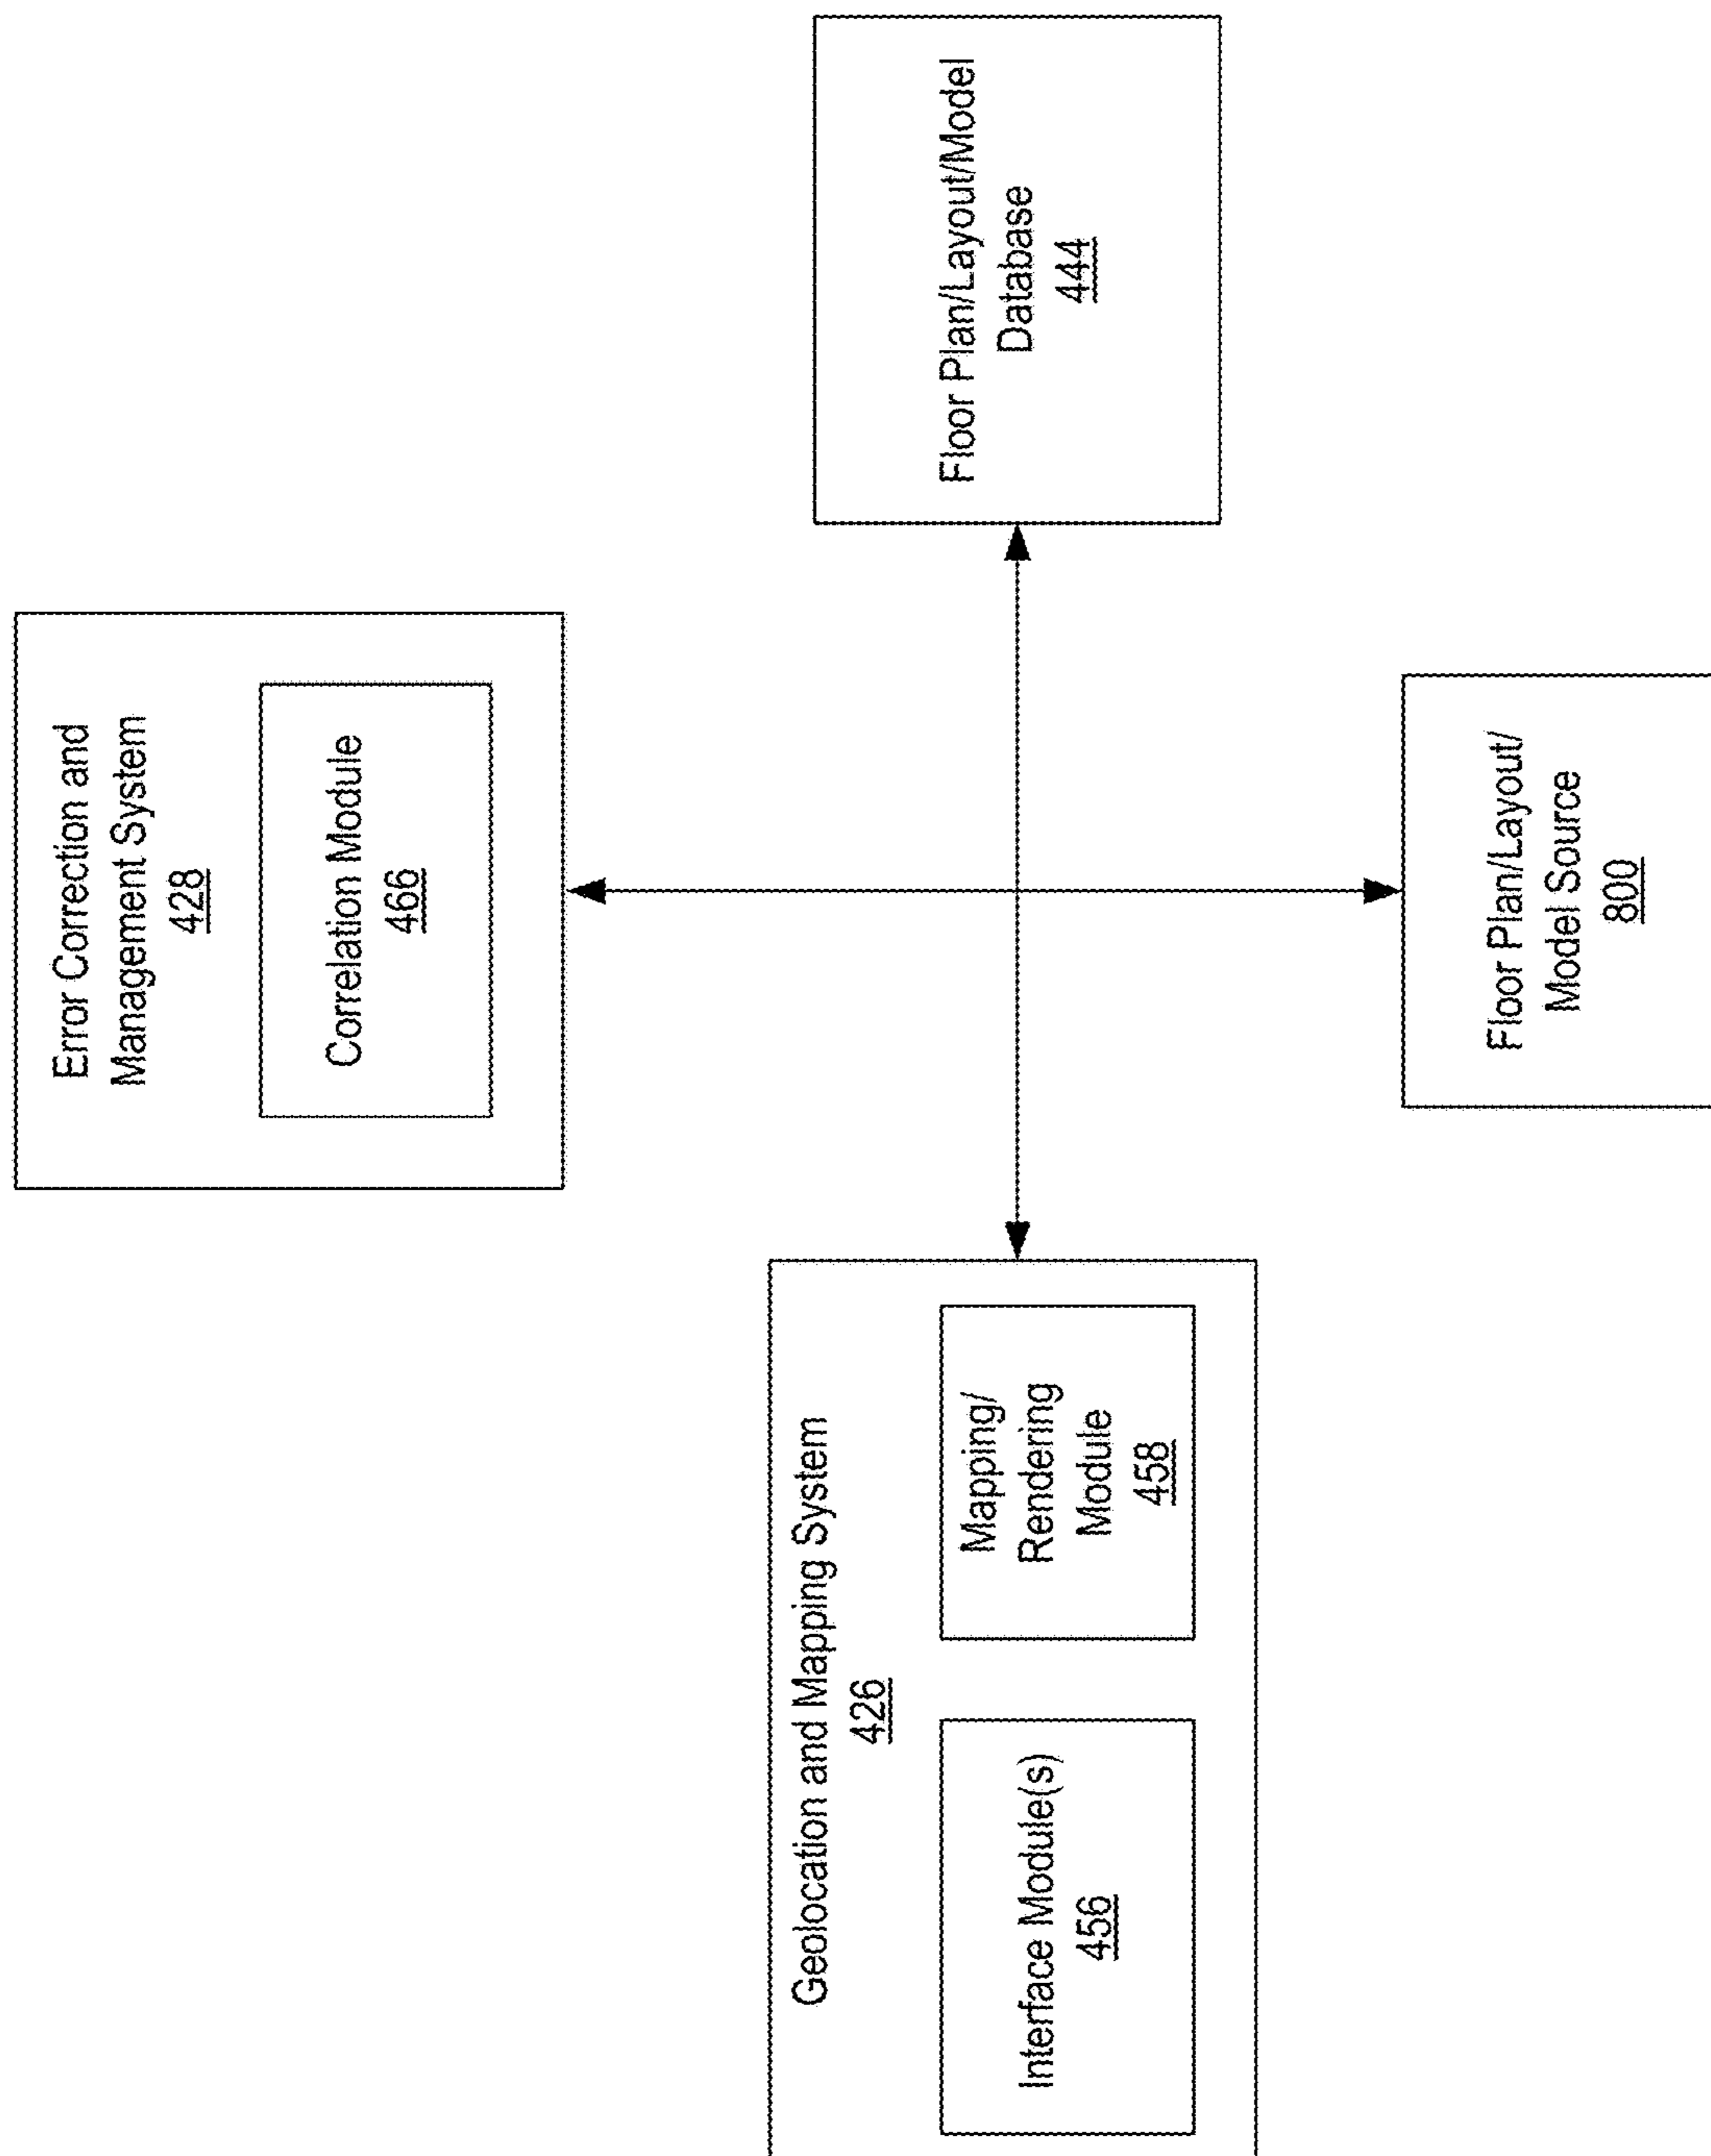 Error Correction and
Management System
428
Correlation Module
466
Geolocation and Mapping System
426
Interface Module(s)
456
Mapping/
Rendering
Module
458
Floor Plan/Layout/Model
Database
444
Floor Plan/Layout/
Model Source
800